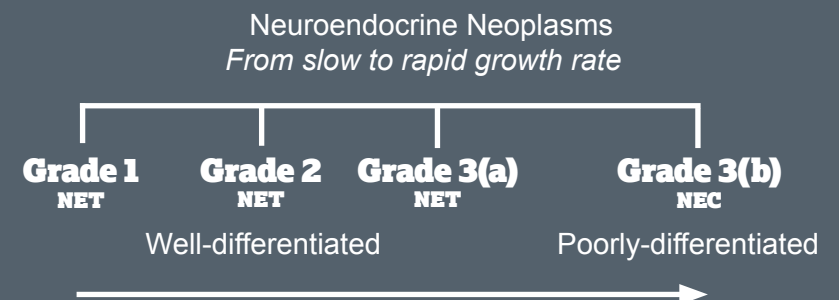 Neuroendocrine Neoplasms
From slow to rapid growth rate
Grade 1 Grade 2 Grade 3(a) Grade 3(b)
NET NET NET NEC
Well-differentiated Poorly-differentiated